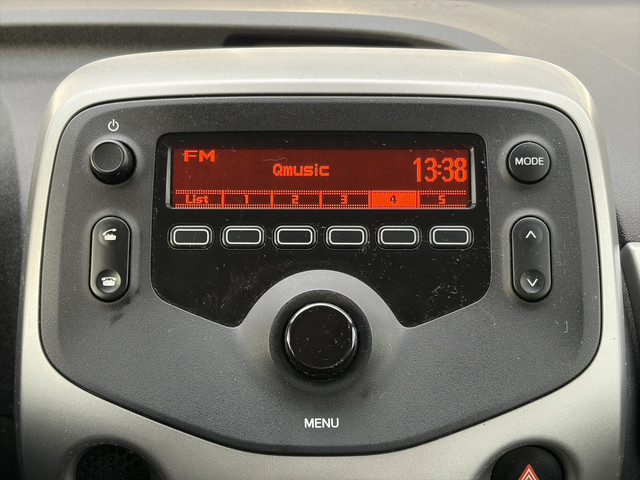 FM
Qmusic
13:38
List 1 2 3 4 5
MODE
MENU